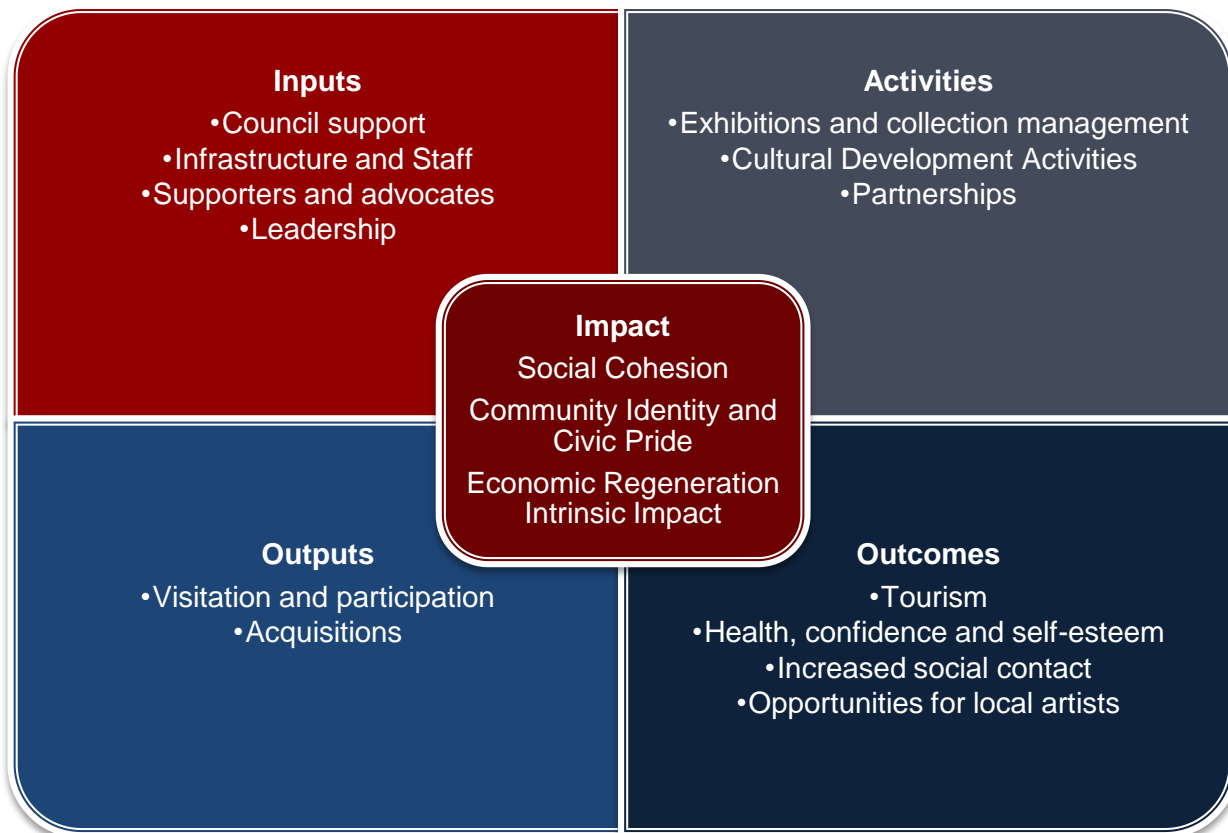 Inputs
•Council support
•Infrastructure and Staff
•Supporters and advocates
•Leadership
Activities
•Exhibitions and collection management
•Cultural Development Activities
•Partnerships
Impact
Social Cohesion
Community Identity and
Civic Pride
Economic Regeneration
Intrinsic Impact
Outputs
•Visitation and participation
•Acquisitions
Outcomes
•Tourism
•Health, confidence and self-esteem
•Increased social contact
•Opportunities for local artists